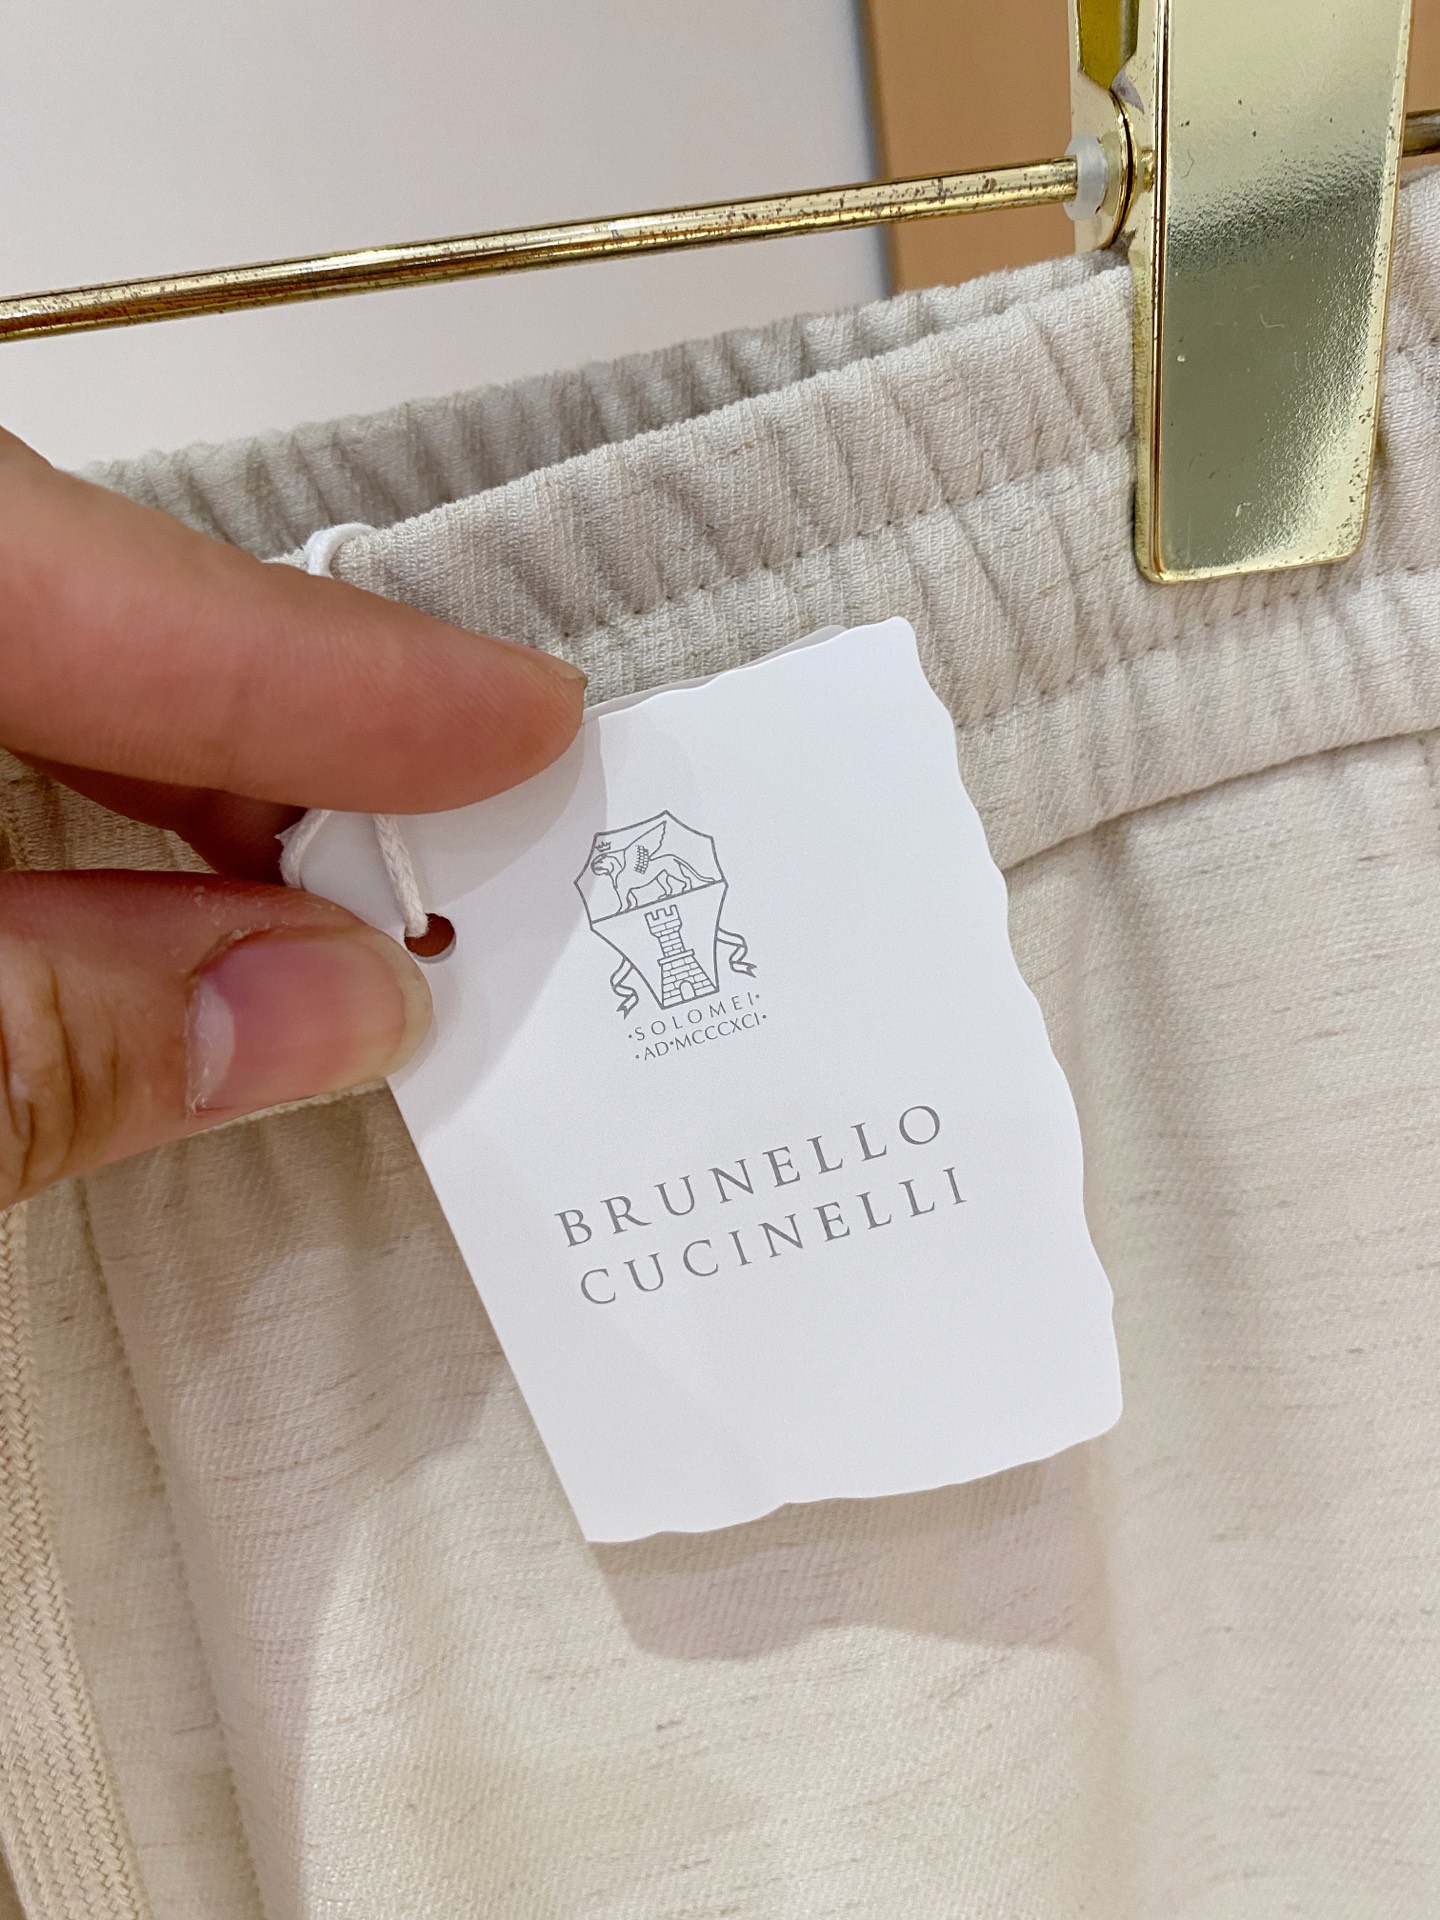 ·SOLOMEI·
·AD·MCCCXCI·
BRUNELLO
CUCINELLI